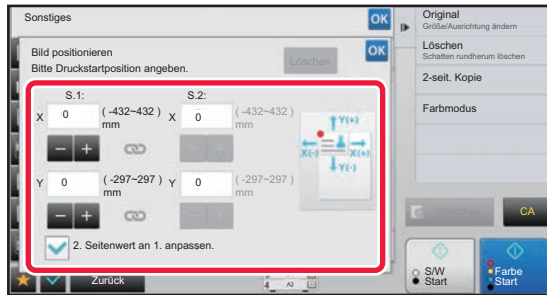 Sonstiges
OK
Bild positionieren
Bitte Druckstartposition angeben.
Löschen
OK
S.1:
S.2:
X
0
(-432~432)
mm
X
0
(-432~432)
mm
- +
- +
Y
0
(-297~297)
mm
Y
0
(-297~297)
mm
- +
- +
Y(+)
X(-)
X(+)
Y(-)
2. Seitenwert an 1. anpassen.
Zurück
A3
Original
Größe/Ausrichtung ändern
Löschen
Schatten rundherum löschen
2-seit. Kopie
Farbmodus
Vorschau
CA
S/W
Start
Farbe
Start